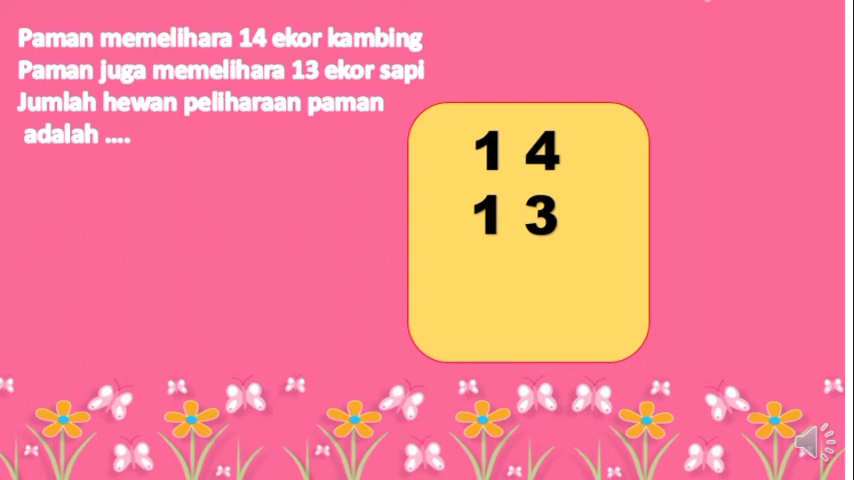 Paman memelihara 14 ekor kambing
Paman juga memelihara 13 ekor sapi
Jumlah hewan peliharaan paman
adalah ....
1 4
1 3